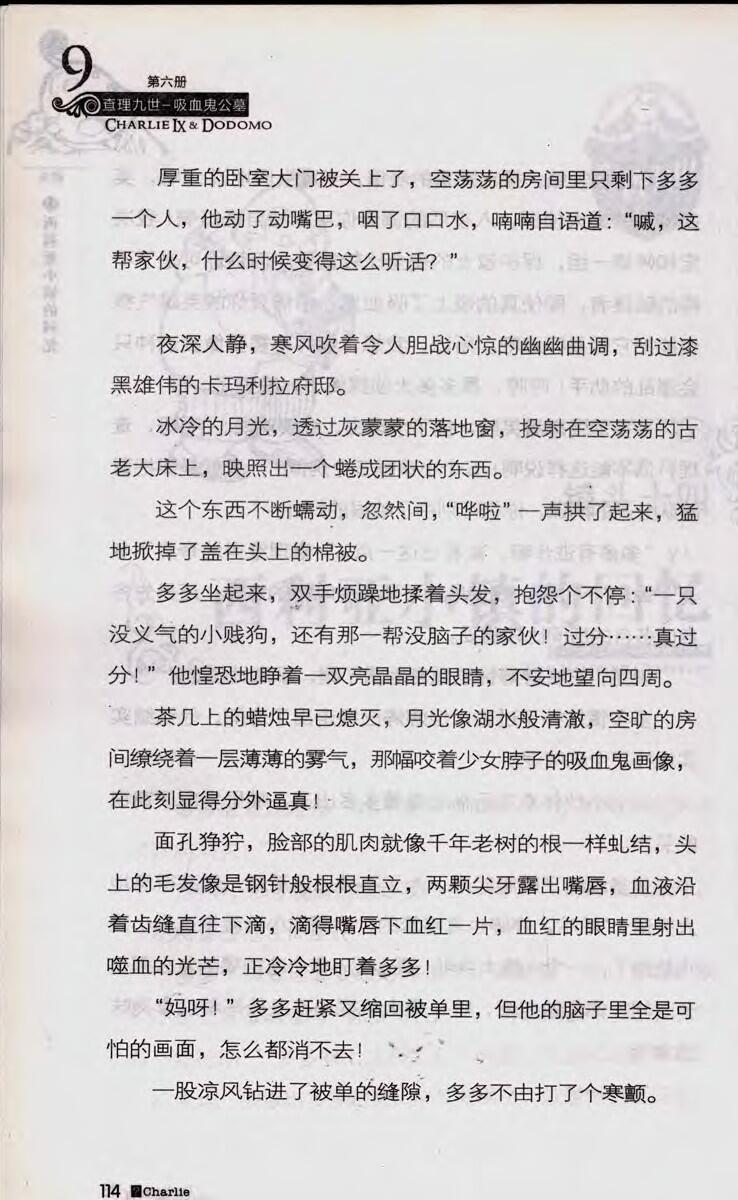 9
第六册
查理九世-吸血鬼公墓
CHARLIE IX & DODOMO
厚重的卧室大门被关上了，空荡荡的房间里只剩下多多
一个人，他动了动嘴巴，咽了口口水，喃喃自语道：“嘁，这
帮家伙，什么时候变得这么听话？”
夜深人静，寒风吹着令人胆战心惊的幽幽曲调，刮过漆
黑雄伟的卡玛利拉府邸。
冰冷的月光，透过灰蒙蒙的落地窗，投射在空荡荡的古
老大床上，映照出一个蜷成团状的东西。
这个东西不断蠕动，忽然间，“哗啦”一声拱了起来，猛
地掀掉了盖在头上的棉被。
多多坐起来，双手烦躁地揉着头发，抱怨个不停：“一只
没义气的小贱狗，还有那一帮没脑子的家伙！过分……真过
分！”他惶恐地睁着一双亮晶晶的眼睛，不安地望向四周。
茶几上的蜡烛早已熄灭，月光像湖水般清澈，空旷的房
间缭绕着一层薄薄的雾气，那幅咬着少女脖子的吸血鬼画像，
在此刻显得分外逼真！
面孔狰狞，脸部的肌肉就像千年老树的根一样虬结，头
上的毛发像是钢针般根根直立，两颗尖牙露出嘴唇，血液沿
着齿缝直往下滴，滴得嘴唇下血红一片，血红的眼睛里射出
噬血的光芒，正冷冷地盯着多多！
“妈呀！”多多赶紧又缩回被单里，但他的脑子里全是可
怕的画面，怎么都消不去！
一股凉风钻进了被单的缝隙，多多不由打了个寒颤。
114 Charlie